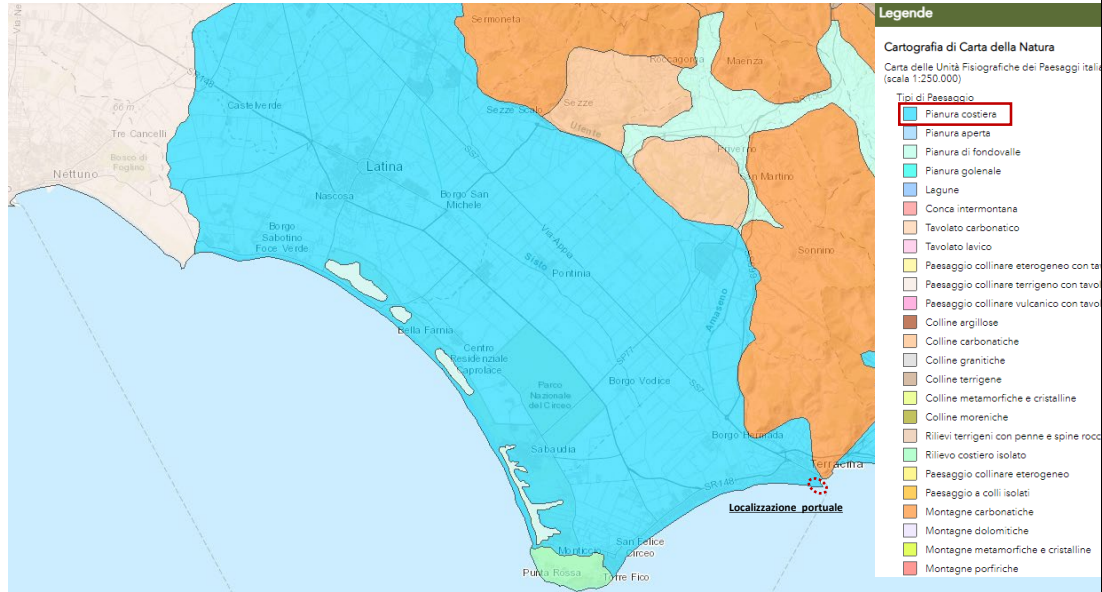 Sermoneta
Maenza
Castelverde
Sezze Scalo
Sezze
Ufente
Tre Cancelli
Bosco di
Foglino
Priverno
Latina
Nettuno
Nascosa
Borgo San
Michele
Borgo
Sabotino
Foce Verde
Via Appa
Sisto
Pontinia
Sonnino
Amaseno
Bella Farnia
Centro
Residenziale
Caprolace
Parco
Nazionale
del Circeo
Borgo Vodice
Sabaudia
Borgo Hermada
Terracina
SR148
Localizzazione portuale
San Felice
Circeo
Monticchio
Punta Rossa
Torre Fico
Legende
Cartografia di Carta della Natura
Carta delle Unità Fisiografiche dei Paesaggi italia
(scala 1:250.000)
Tipi di Paesaggio
Pianura costiera
Pianura aperta
Pianura di fondovalle
Pianura golenale
Lagune
Conca intermontana
Tavolato carbonatico
Tavolato lavico
Paesaggio collinare eterogeneo con tav
Paesaggio collinare terrigeno con tavol
Paesaggio collinare vulcanico con tavol
Colline argillose
Colline carbonatiche
Colline granitiche
Colline terrigene
Colline metamorfiche e cristalline
Colline moreniche
Rilievi terrigeni con penne e spine rocc
Rilievo costiero isolato
Paesaggio collinare eterogeneo
Paesaggio a colli isolati
Montagne carbonatiche
Montagne dolomitiche
Montagne metamorfiche e cristalline
Montagne porfiriche